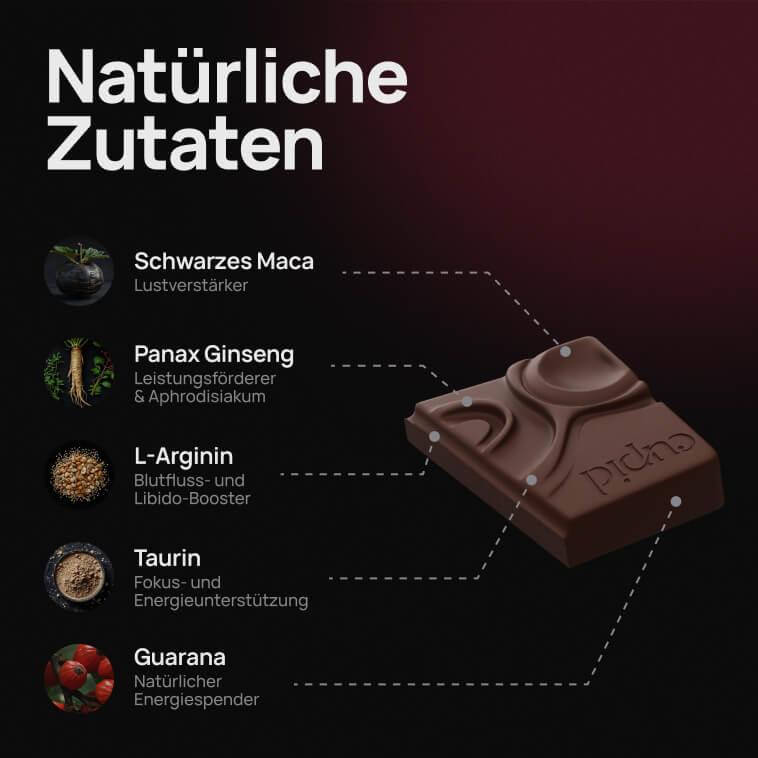 Natürliche
Zutaten
Schwarzes Maca
Lustverstärker
Panax Ginseng
Leistungsförderer
& Aphrodisiakum
L-Arginin
Blutfluss- und
Libido-Booster
Taurin
Fokus- und
Energieunterstützung
Guarana
Natürlicher
Energiespender
cupid